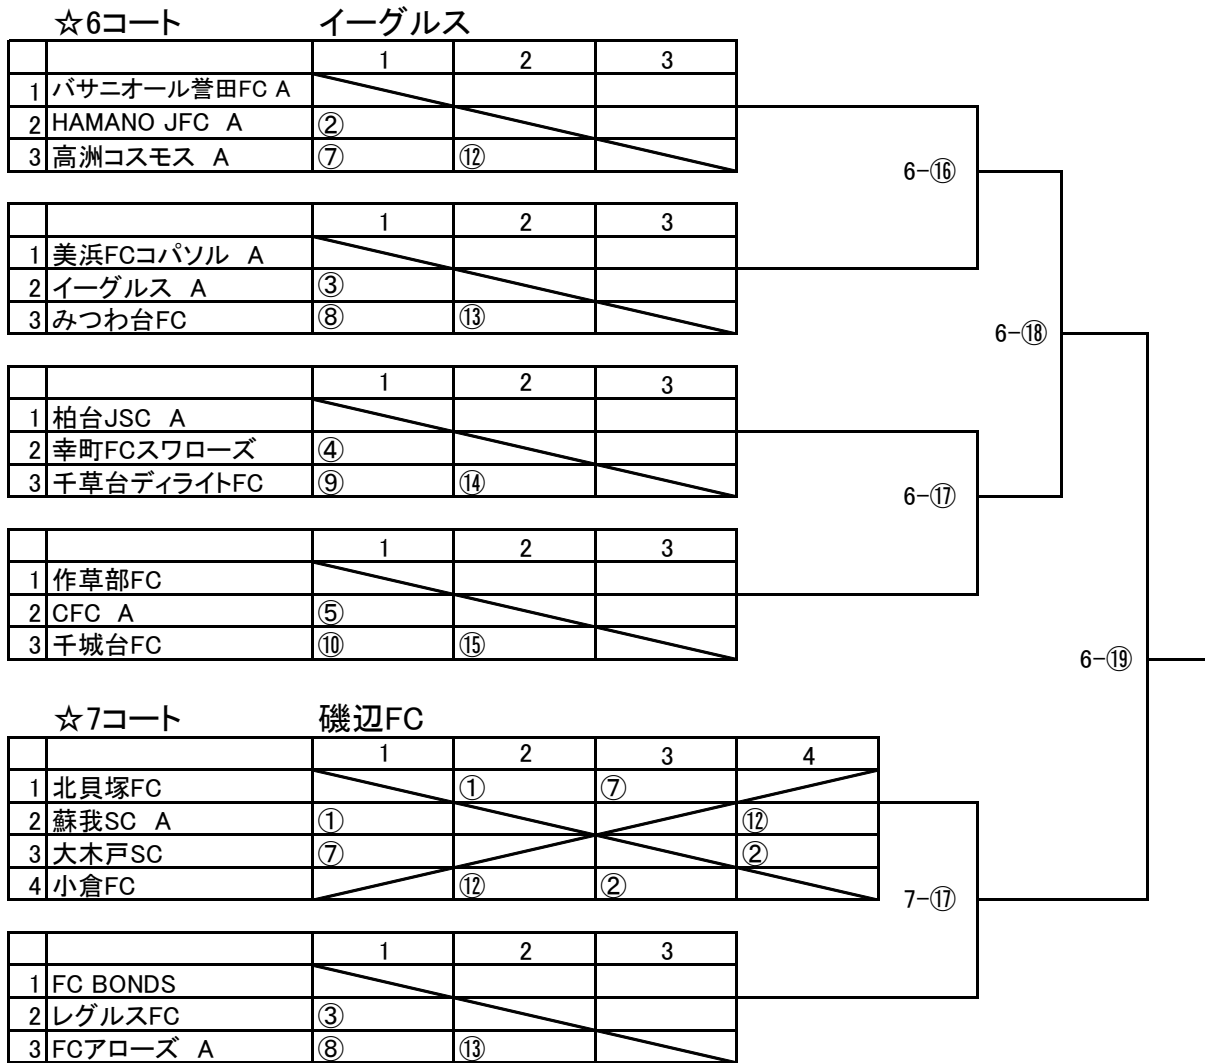 ☆6コート　イーグルス
1 2 3
1 バサニオール誉田FC A
2 HAMANO JFC A ②
3 高洲コスモス A ⑦ ⑫
6-⑯
1 2 3
1 美浜FCコパソル A
2 イーグルス A ③
3 みつわ台FC ⑧ ⑬
6-⑱
1 2 3
1 柏台JSC A
2 幸町FCスワローズ ④
3 千草台ディライトFC ⑨ ⑭
6-⑰
1 2 3
1 作草部FC
2 CFC A ⑤
3 千城台FC ⑩ ⑮
6-⑲
☆7コート　磯辺FC
1 2 3 4
1 北貝塚FC ① ⑦
2 蘇我SC A ① ⑫
3 大木戸SC ⑦ ②
4 小倉FC ⑫ ②
7-⑰
1 2 3
1 FC BONDS
2 レグルスFC ③
3 FCアローズ A ⑧ ⑬